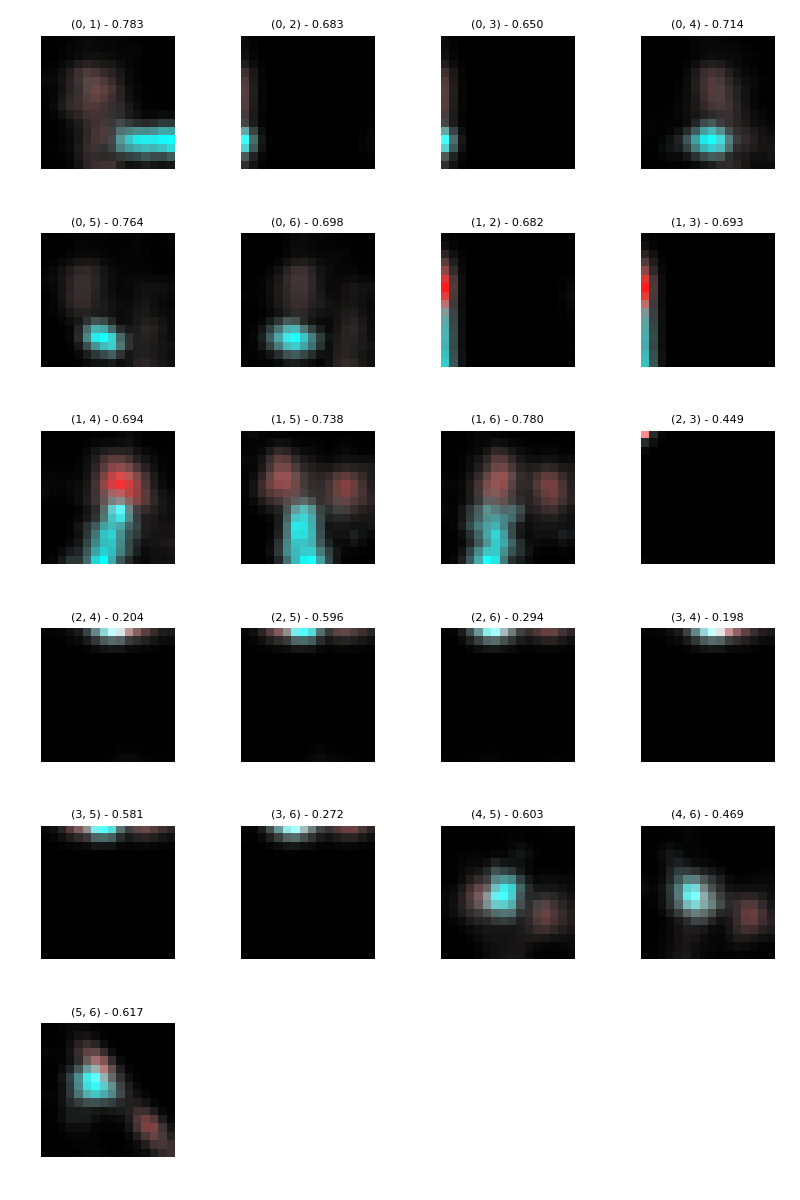 (0, 1) - 0.783
(0, 2) - 0.683
(0, 3) - 0.650
(0, 4) - 0.714
(0, 5) - 0.764
(0, 6) - 0.698
(1, 2) - 0.682
(1, 3) - 0.693
(1, 4) - 0.694
(1, 5) - 0.738
(1, 6) - 0.780
(2, 3) - 0.449
(2, 4) - 0.204
(2, 5) - 0.596
(2, 6) - 0.294
(3, 4) - 0.198
(3, 5) - 0.581
(3, 6) - 0.272
(4, 5) - 0.603
(4, 6) - 0.469
(5, 6) - 0.617